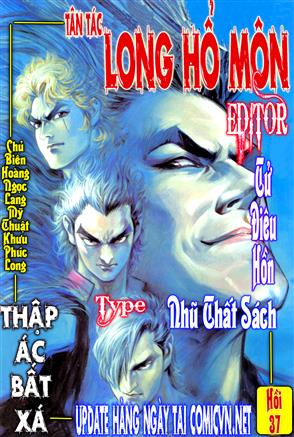 TÂN TÁC
LONG HỔ MÔN
EDITOR
Tử
Điêu
Hồn
Chủ
Biên
Hoàng
Ngọc
Lang
Mỹ
Thuật
Khưu
Phúc
Long
Type
Nhũ Thất Sách
THẬP
ÁC
BẤT
XÁ
Hồi
37
UPDATE HÀNG NGÀY TẠI COMICVN.NET